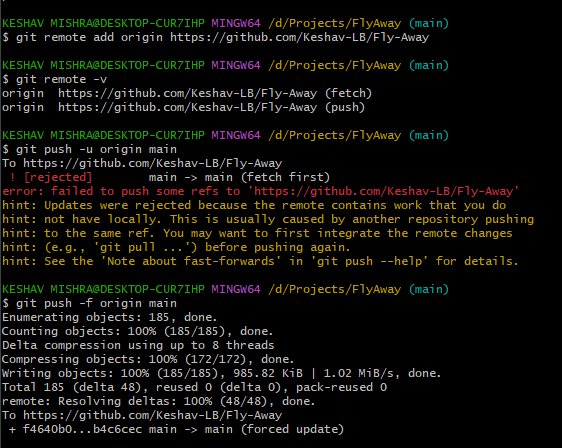 KESHAV MISHRA@DESKTOP-CUR7IHP MINGW64 /d/Projects/FlyAway (main)
$ git remote add origin https://github.com/Keshav-LB/Fly-Away
KESHAV MISHRA@DESKTOP-CUR7IHP MINGW64 /d/Projects/FlyAway (main)
$ git remote -v
origin  https://github.com/Keshav-LB/Fly-Away (fetch)
origin  https://github.com/Keshav-LB/Fly-Away (push)
KESHAV MISHRA@DESKTOP-CUR7IHP MINGW64 /d/Projects/FlyAway (main)
$ git push -u origin main
To https://github.com/Keshav-LB/Fly-Away
 ! [rejected]        main -> main (fetch first)
error: failed to push some refs to 'https://github.com/Keshav-LB/Fly-Away'
hint: Updates were rejected because the remote contains work that you do
hint: not have locally. This is usually caused by another repository pushing
hint: to the same ref. You may want to first integrate the remote changes
hint: (e.g., 'git pull ...') before pushing again.
hint: See the 'Note about fast-forwards' in 'git push --help' for details.
KESHAV MISHRA@DESKTOP-CUR7IHP MINGW64 /d/Projects/FlyAway (main)
$ git push -f origin main
Enumerating objects: 185, done.
Counting objects: 100% (185/185), done.
Delta compression using up to 8 threads
Compressing objects: 100% (172/172), done.
Writing objects: 100% (185/185), 985.82 KiB | 1.02 MiB/s, done.
Total 185 (delta 48), reused 0 (delta 0), pack-reused 0
remote: Resolving deltas: 100% (48/48), done.
To https://github.com/Keshav-LB/Fly-Away
 + f4640b0...b4c6cec main -> main (forced update)